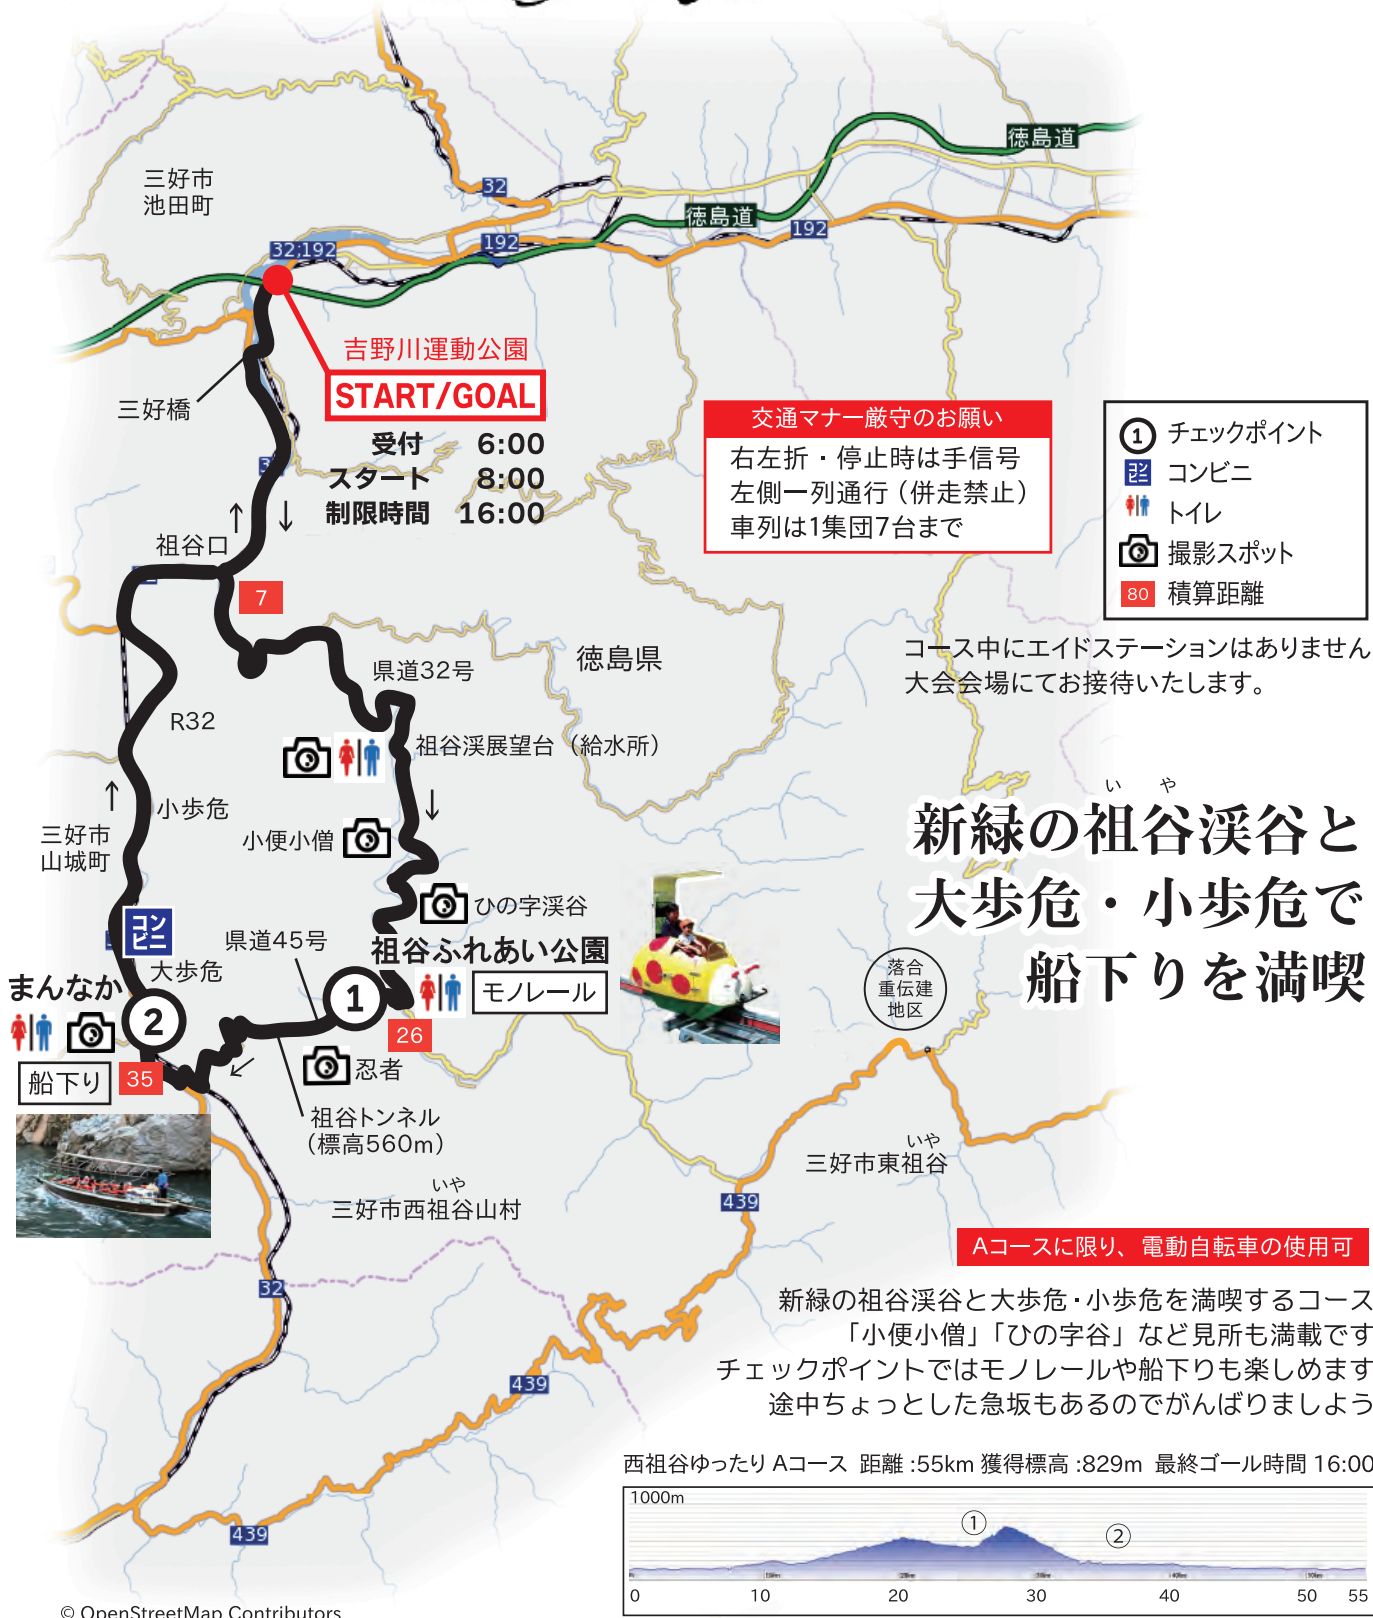 徳島道
三好市
池田町
32
徳島道
192
32;192
192
吉野川運動公園
START/GOAL
三好橋
受付 6:00
スタート 8:00
制限時間 16:00
交通マナー厳守のお願い
右左折・停止時は手信号
左側一列通行（併走禁止）
車列は1集団7台まで
1 チェックポイント
コンビニ コンビニ
トイレ
撮影スポット
80 積算距離
コース中にエイドステーションはありません
大会会場にてお接待いたします。
祖谷口
7
徳島県
県道32号
R32
祖谷渓展望台（給水所）
小歩危
三好市
山城町
小便小僧
いや
新緑の祖谷渓谷と
大歩危・小歩危で
船下りを満喫
ひの字渓谷
コンビニ
県道45号
祖谷ふれあい公園
大歩危
まんなか
モノレール
落合
重伝建
地区
1
2
26
忍者
35
船下り
祖谷トンネル
（標高560m）
いや
三好市東祖谷
いや
三好市西祖谷山村
439
Aコースに限り、電動自転車の使用可
32
新緑の祖谷渓谷と大歩危・小歩危を満喫するコース
「小便小僧」「ひの字谷」など見所も満載です
チェックポイントではモノレールや船下りも楽しめます
途中ちょっとした急坂もあるのでがんばりましよう
439
439
西祖谷ゆったり Aコース 距離 :55km 獲得標高 :829m 最終ゴール時間 16:00
1000m
① ②
10km 20km 30km 40km 50km
0 10 20 30 40 50 55
© OpenStreetMap Contributors